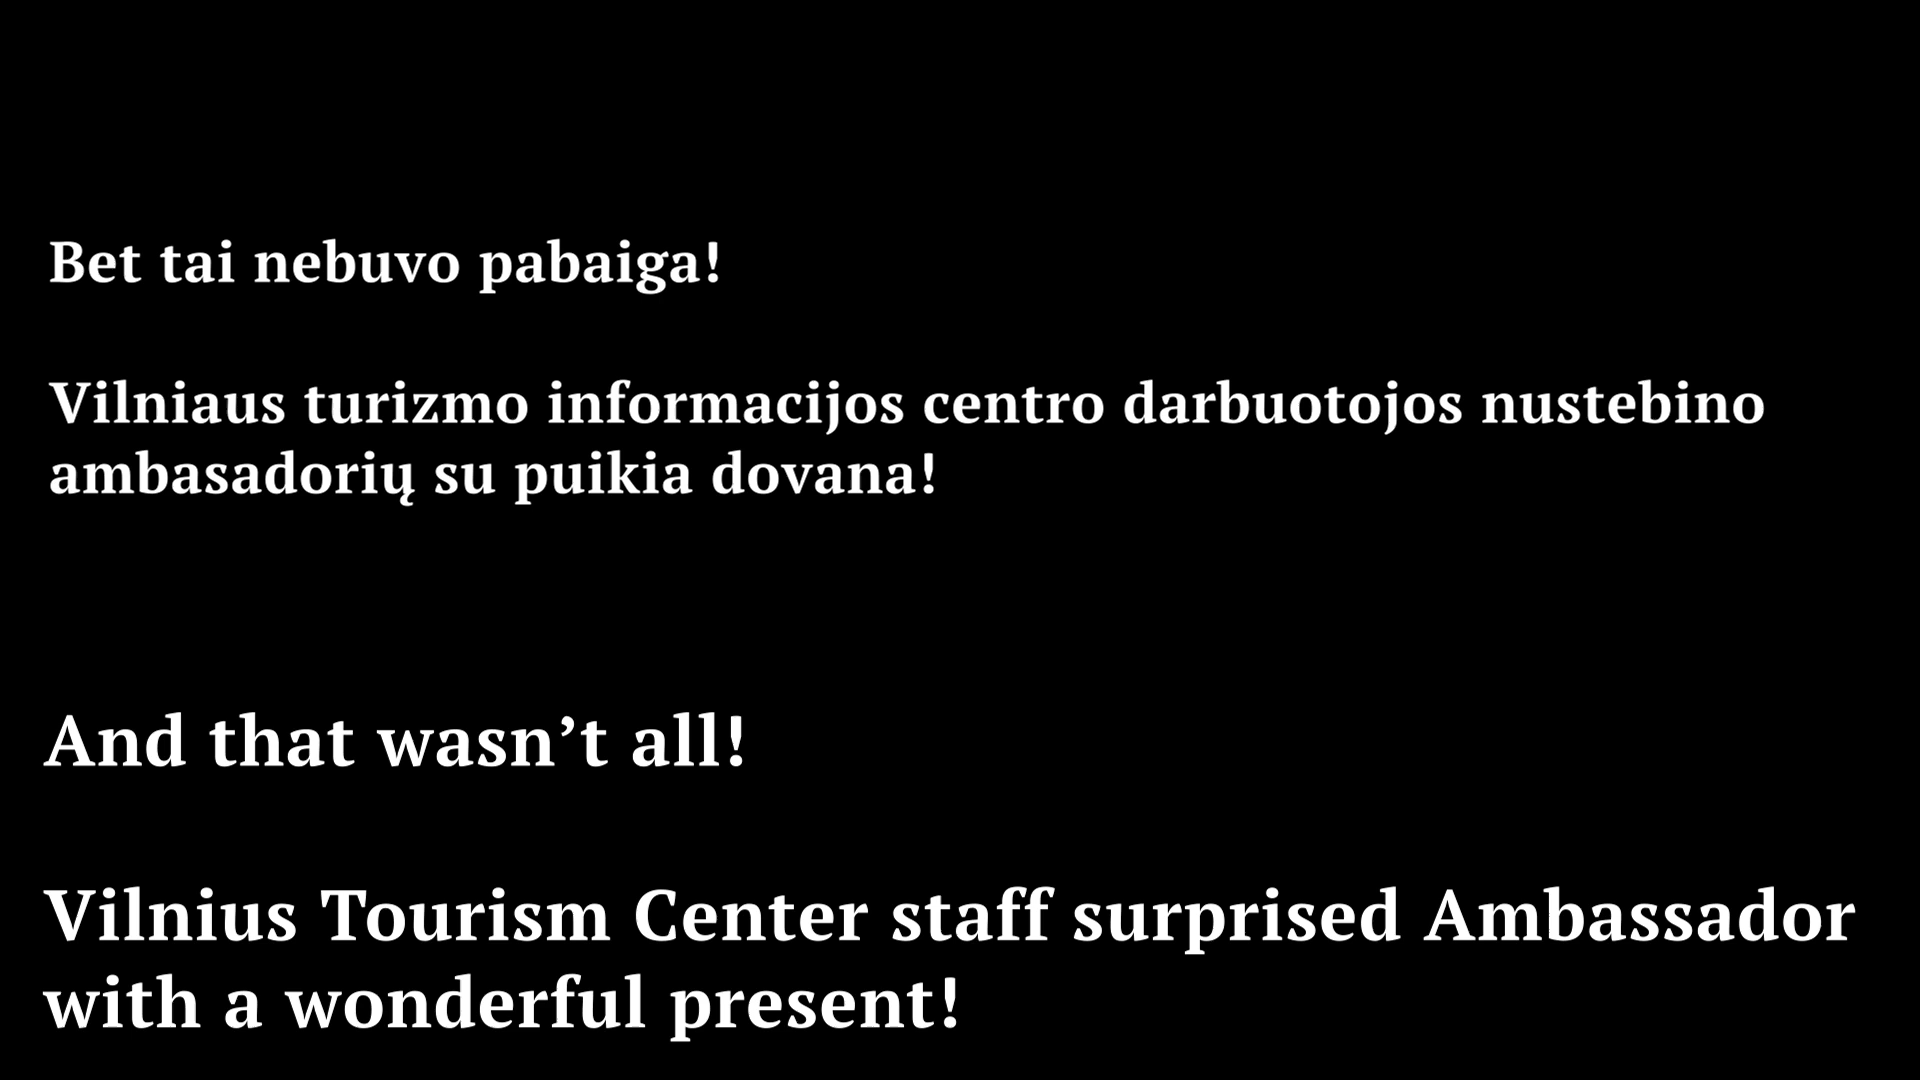 Bet tai nebuvo pabaiga!
Vilniaus turizmo informacijos centro darbuotojos nustebino
ambasadorių su puikia dovana!
And that wasn’t all!
Vilnius Tourism Center staff surprised Ambassador
with a wonderful present!